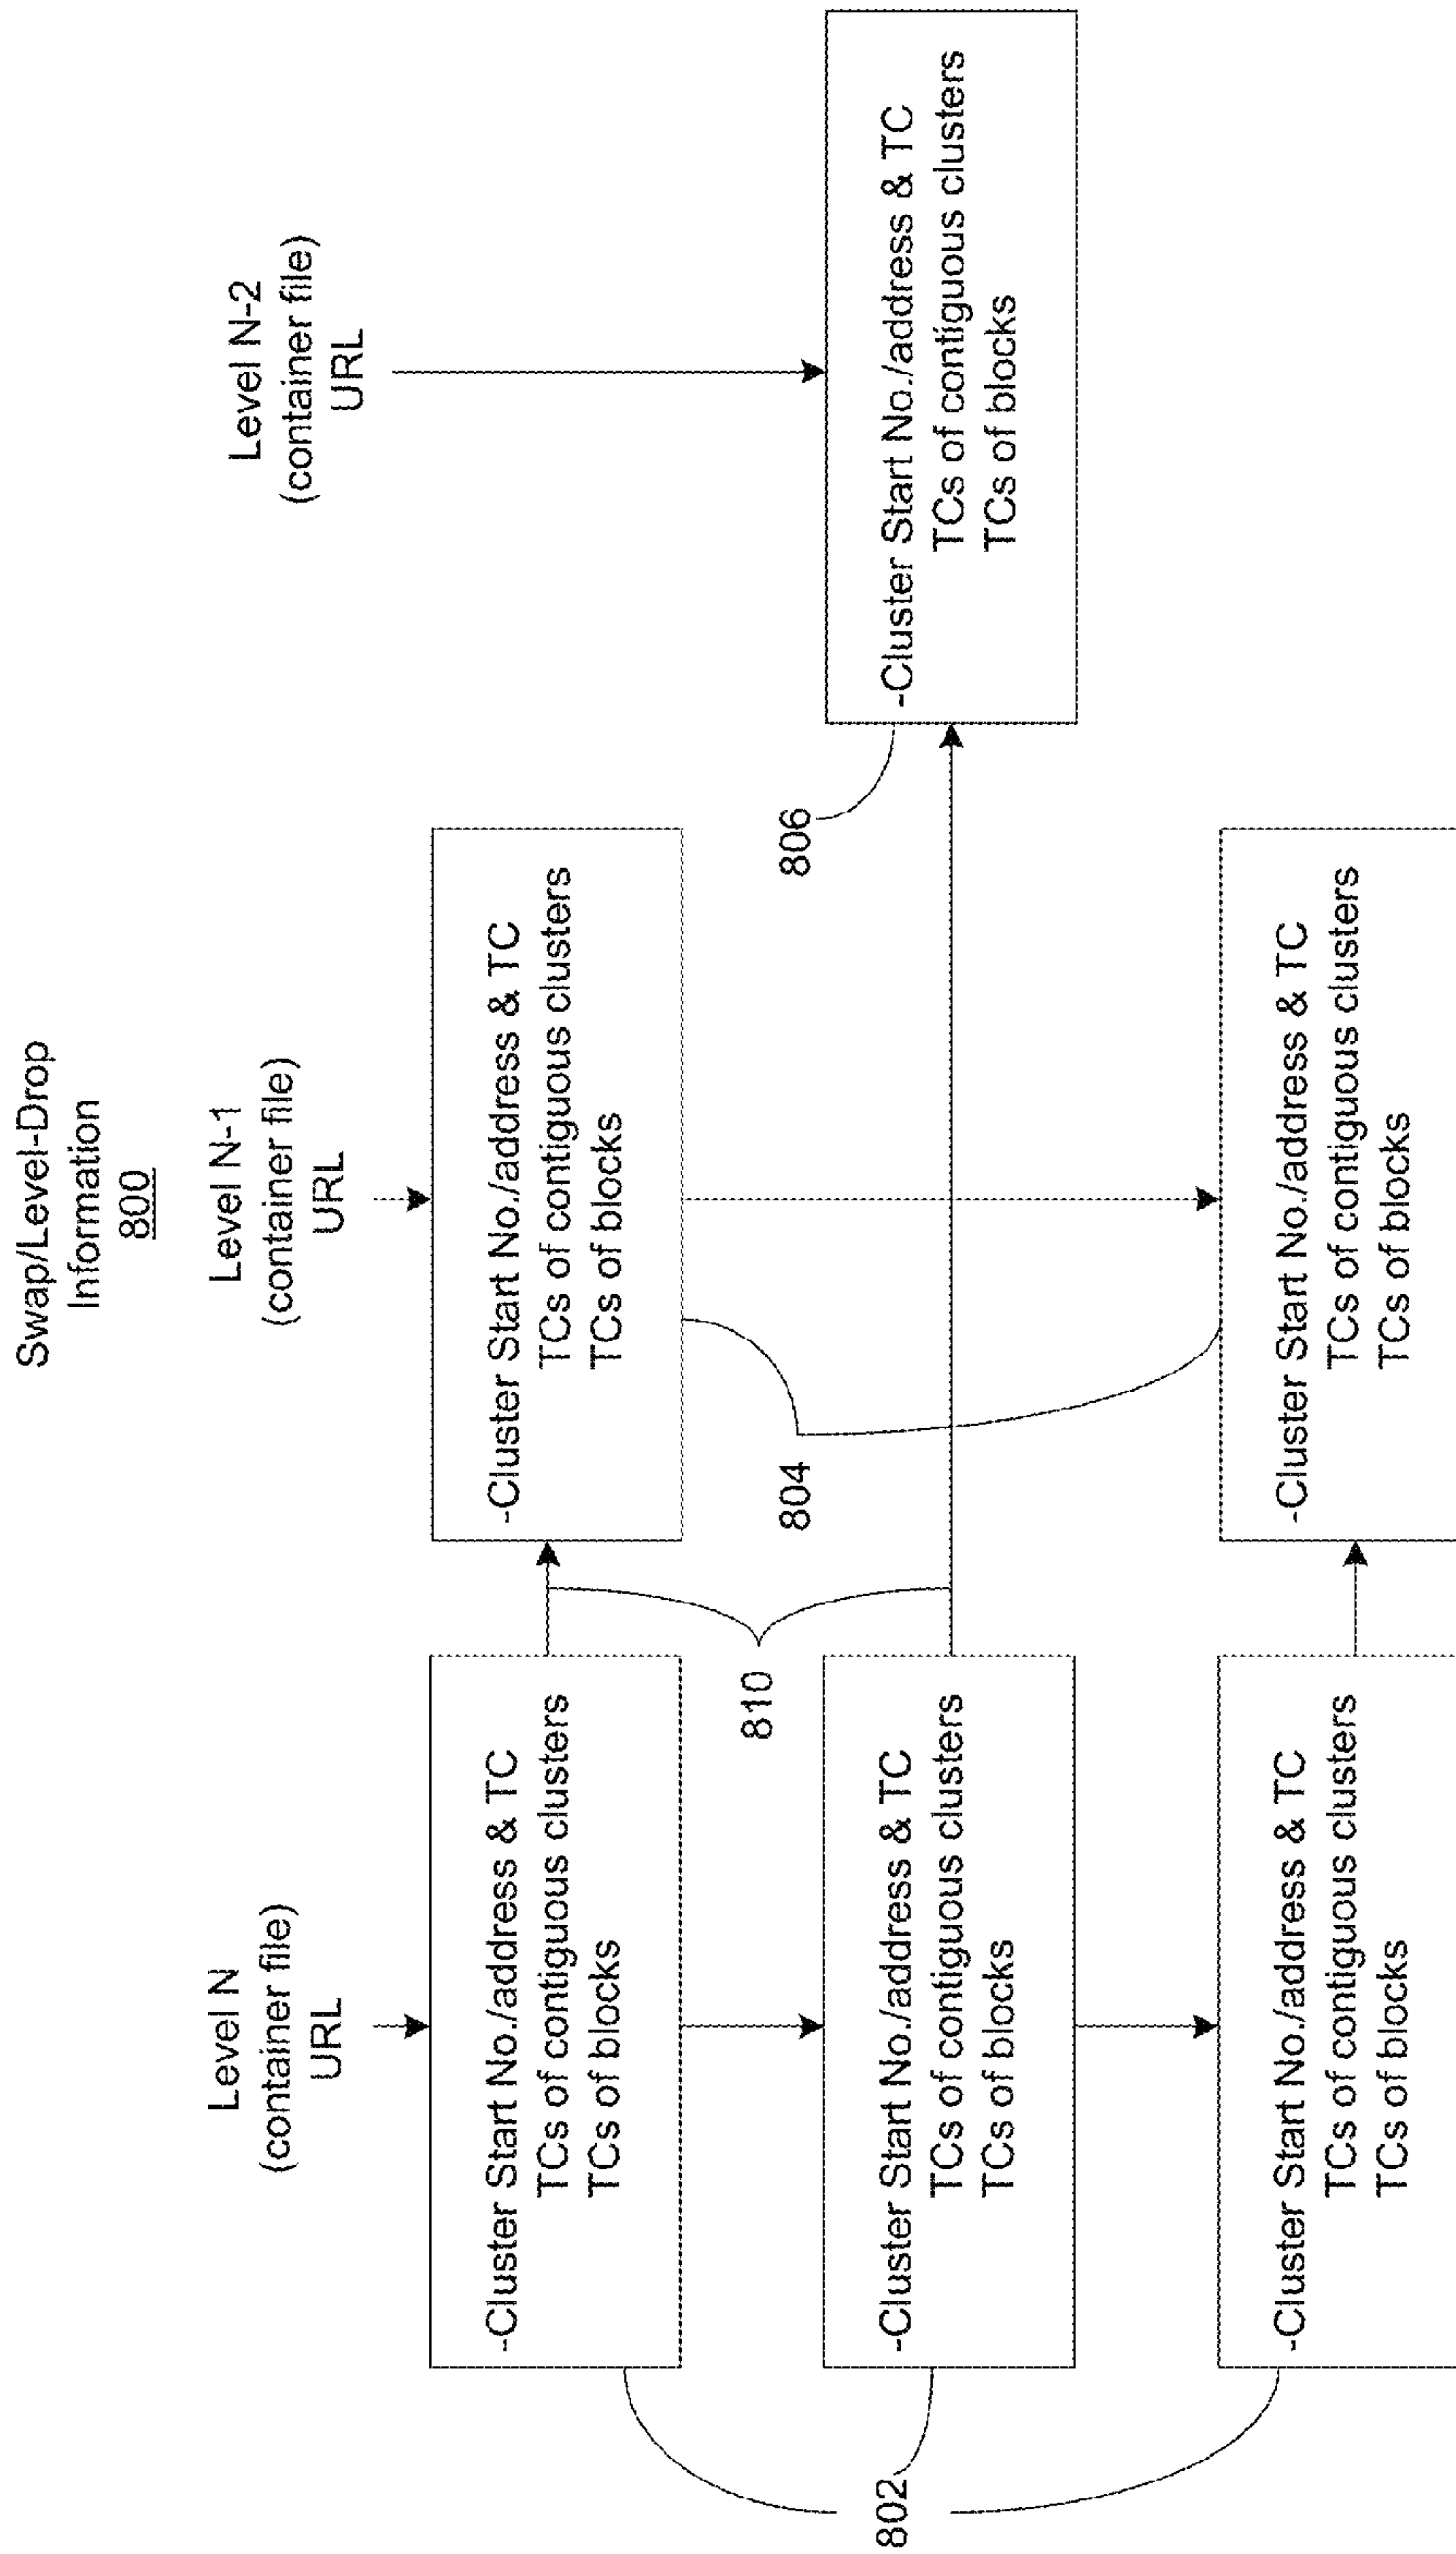 Swap/Level-Drop
Information
800
Level N
(container file)
URL
Level N-1
(container file)
URL
Level N-2
(container file)
URL
-Cluster Start No./address & TC
TCs of contiguous clusters
TCs of blocks
-Cluster Start No./address & TC
TCs of contiguous clusters
TCs of blocks
810
804
806
802
-Cluster Start No./address & TC
TCs of contiguous clusters
TCs of blocks
-Cluster Start No./address & TC
TCs of contiguous clusters
TCs of blocks
-Cluster Start No./address & TC
TCs of contiguous clusters
TCs of blocks
-Cluster Start No./address & TC
TCs of contiguous clusters
TCs of blocks